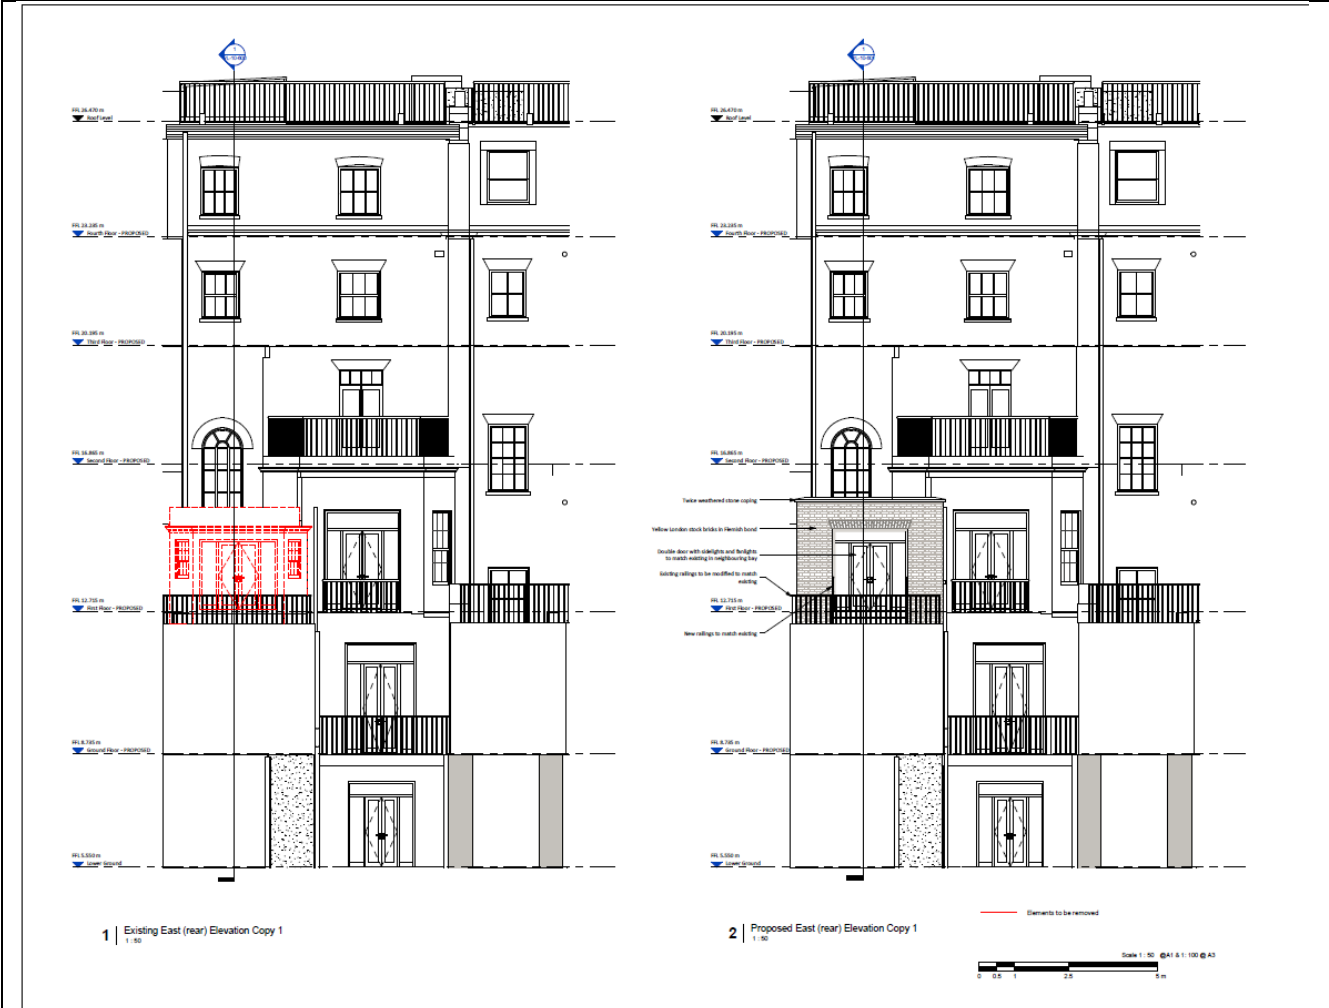 1
1
FFL 26.470 m
Roof Level
FFL 26.470 m
Roof Level
FFL 23.235 m
Fourth Floor - PROPOSED
FFL 23.235 m
Fourth Floor - PROPOSED
FFL 20.195 m
Third Floor - PROPOSED
FFL 20.195 m
Third Floor - PROPOSED
FFL 16.865 m
Second Floor - PROPOSED
FFL 16.865 m
Second Floor - PROPOSED
Twice weathered stone coping
Yellow London stock bricks in Flemish bond
Double door with sidelights and fanlights
to match existing in neighbouring bay
Existing railings to be modified to match
existing
FFL 12.715 m
First Floor - PROPOSED
FFL 12.715 m
First Floor - PROPOSED
New railings to match existing
FFL 8.735 m
Ground Floor - PROPOSED
FFL 8.735 m
Ground Floor - PROPOSED
FFL 5.550 m
Lower Ground
FFL 5.550 m
Lower Ground
Elements to be removed
1 Existing East (rear) Elevation Copy 1
1 : 50
2 Proposed East (rear) Elevation Copy 1
1 : 50
Scale 1 : 50 @A1 & 1: 100 @ A3
0 0.5 1 2.5 5 m